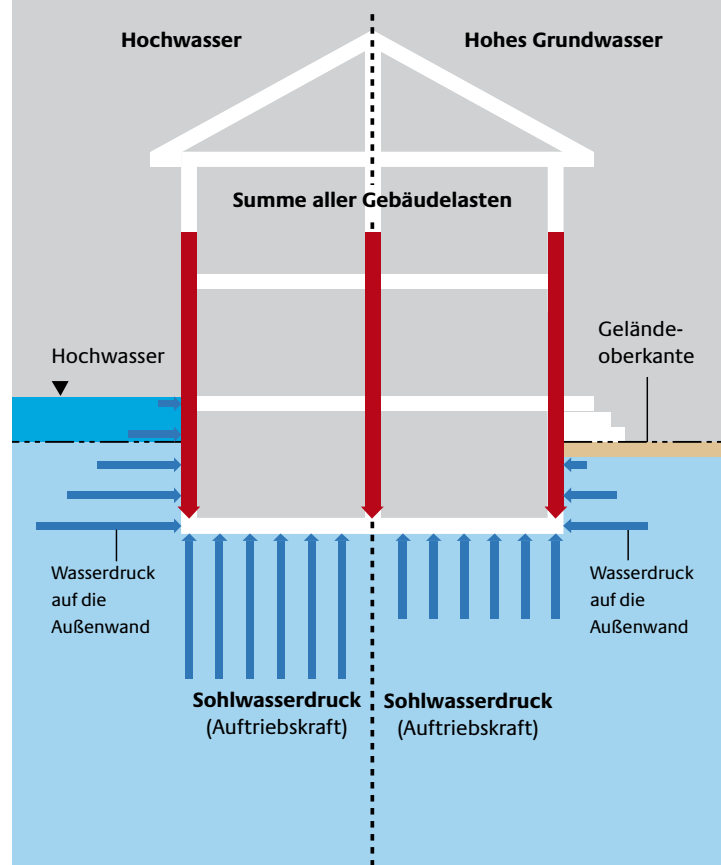 Hochwasser
Hohes Grundwasser
Summe aller Gebäudelasten
Hochwasser
Gelände-
oberkante
Wasserdruck
auf die
Außenwand
Wasserdruck
auf die
Außenwand
Sohlwasserdruck
(Auftriebskraft)
Sohlwasserdruck
(Auftriebskraft)